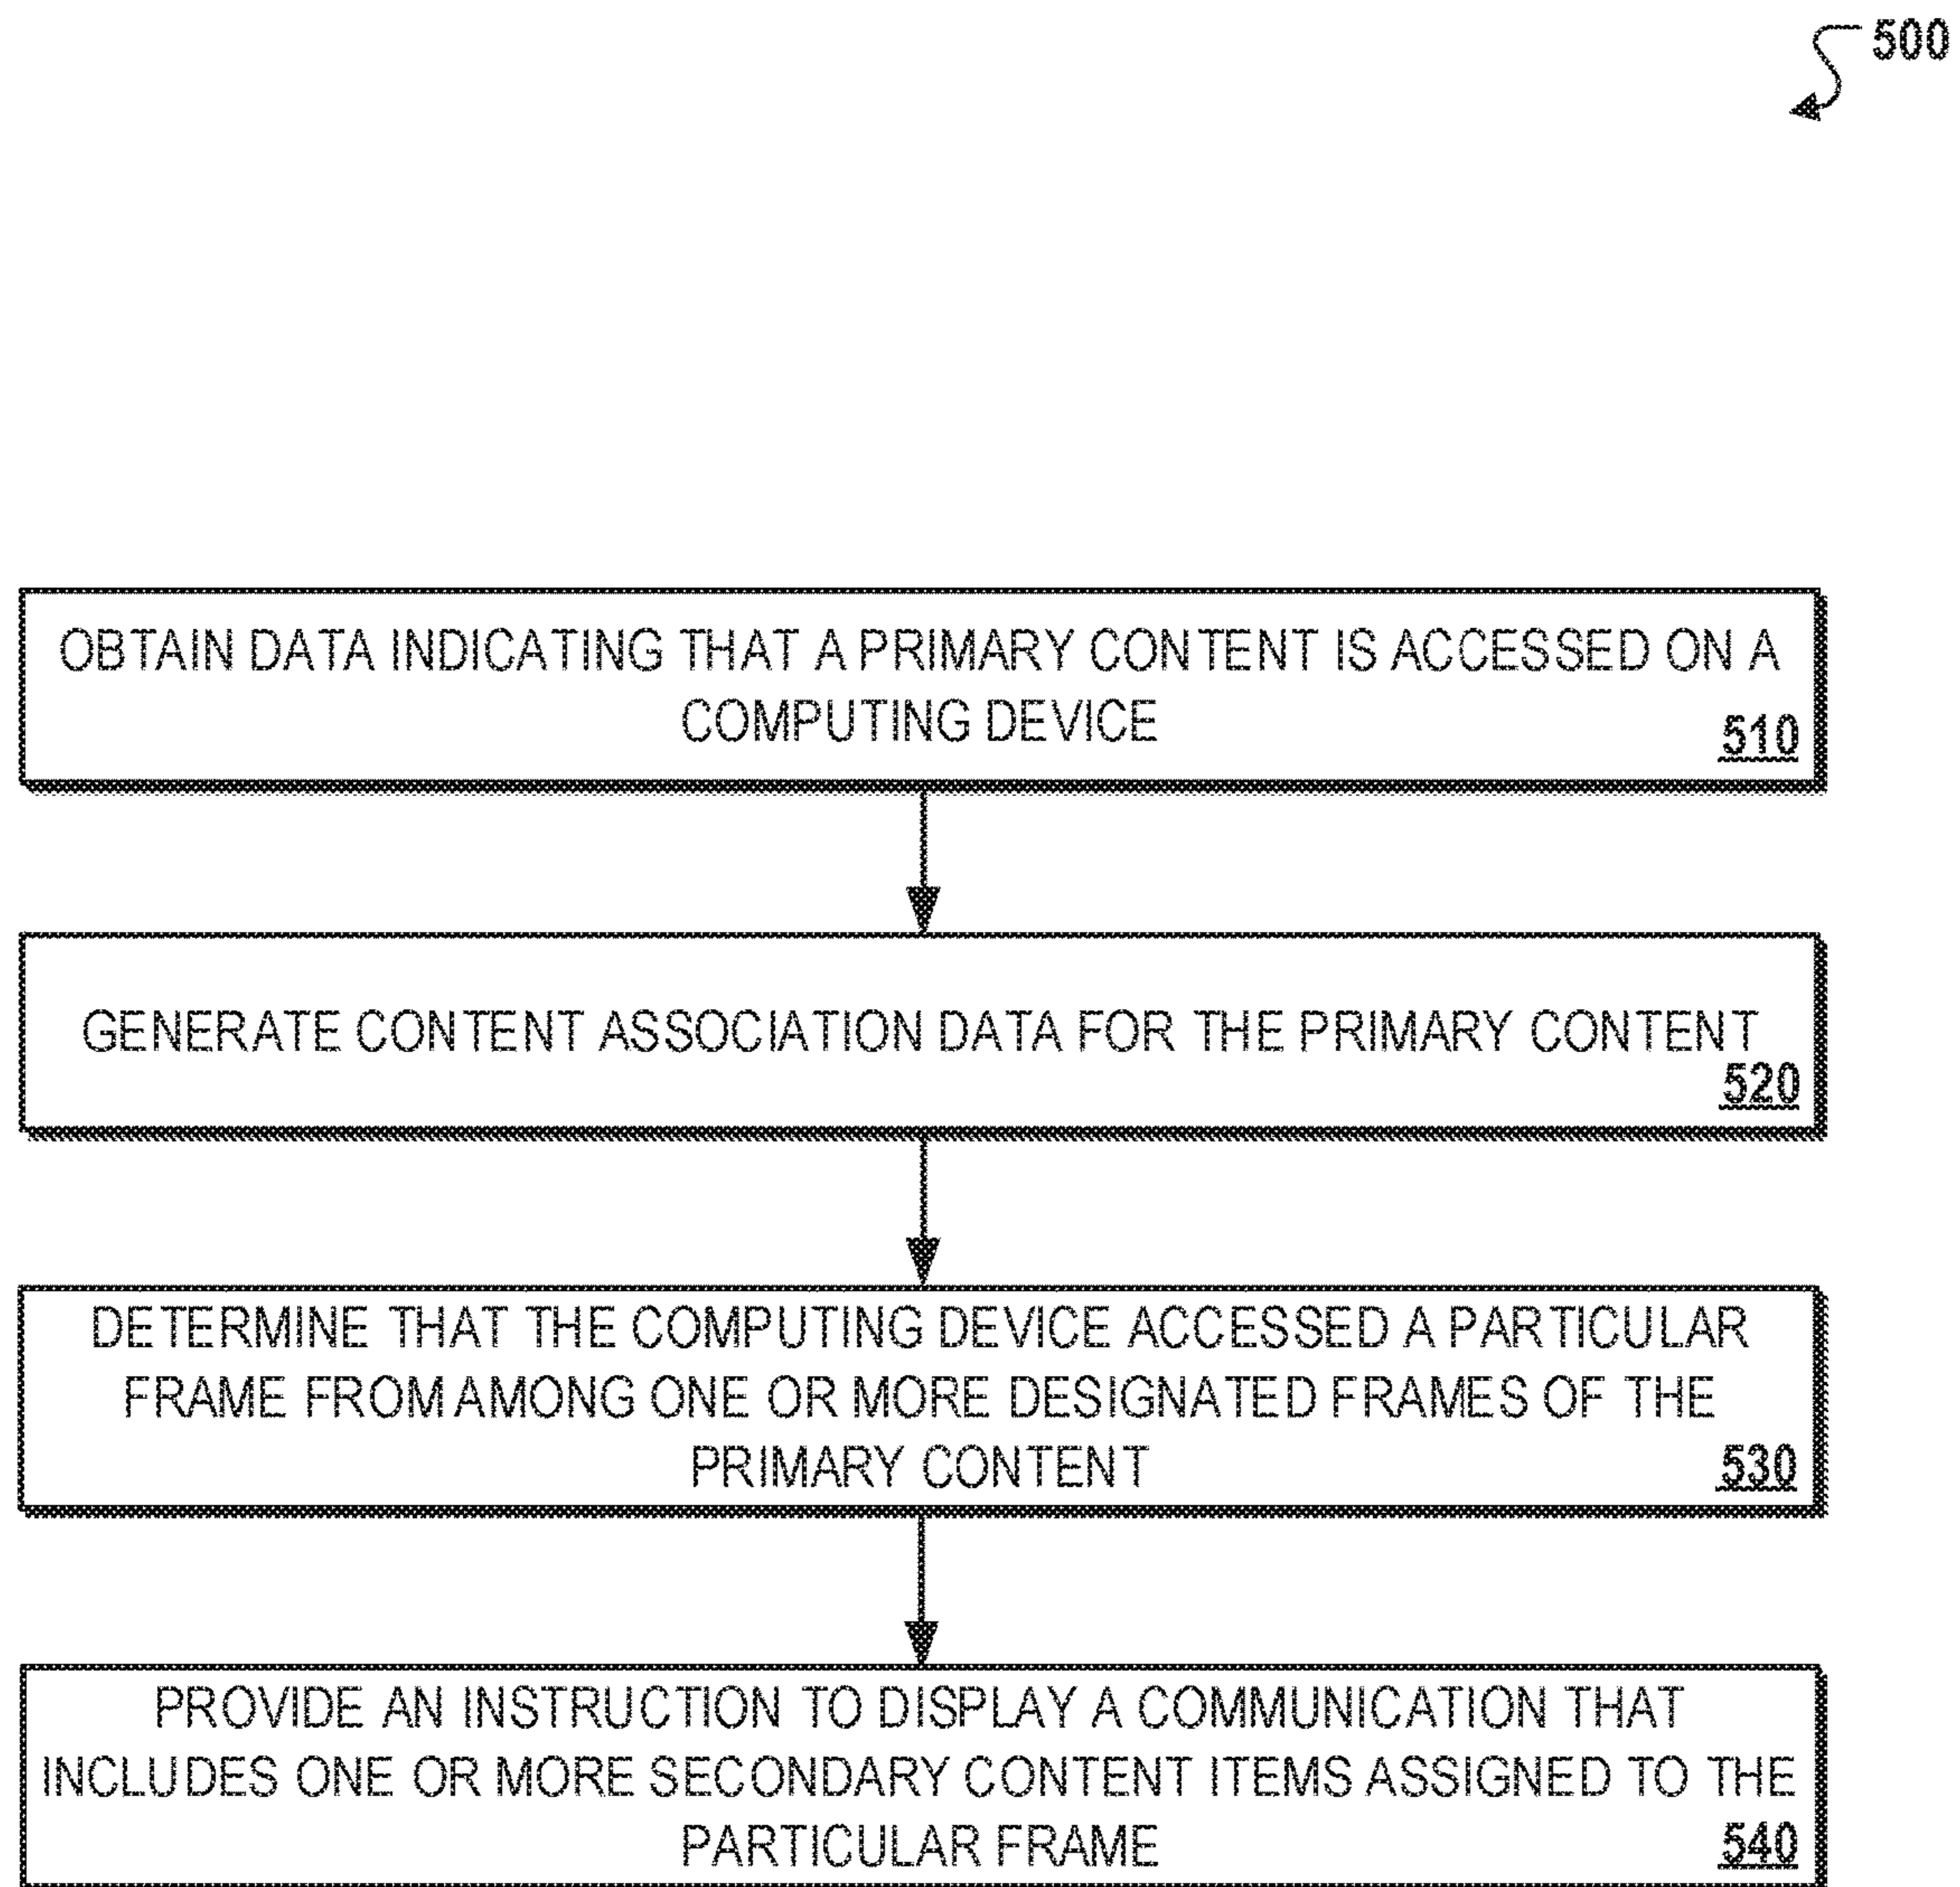 500
OBTAIN DATA INDICATING THAT A PRIMARY CONTENT IS ACCESSED ON A
COMPUTING DEVICE
510
GENERATE CONTENT ASSOCIATION DATA FOR THE PRIMARY CONTENT
520
DETERMINE THAT THE COMPUTING DEVICE ACCESSED A PARTICULAR
FRAME FROM AMONG ONE OR MORE DESIGNATED FRAMES OF THE
PRIMARY CONTENT
530
PROVIDE AN INSTRUCTION TO DISPLAY A COMMUNICATION THAT
INCLUDES ONE OR MORE SECONDARY CONTENT ITEMS ASSIGNED TO THE
PARTICULAR FRAME
540